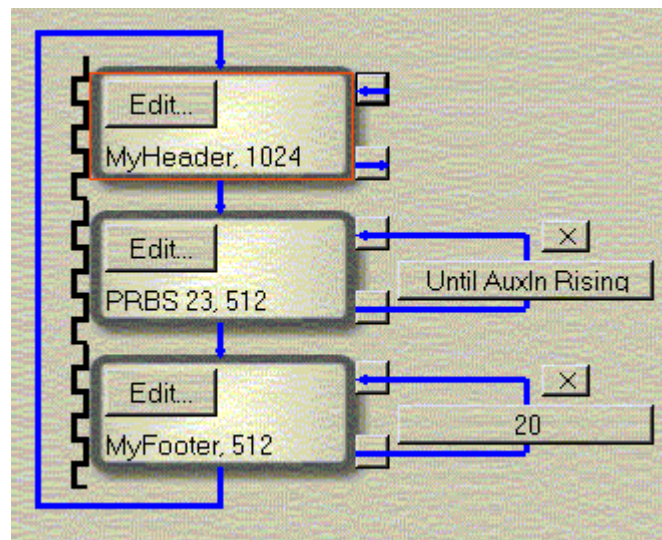 Edit...
MyHeader, 1024
Edit...
PRBS 23, 512
Until AuxIn Rising
Edit...
MyFooter, 512
20